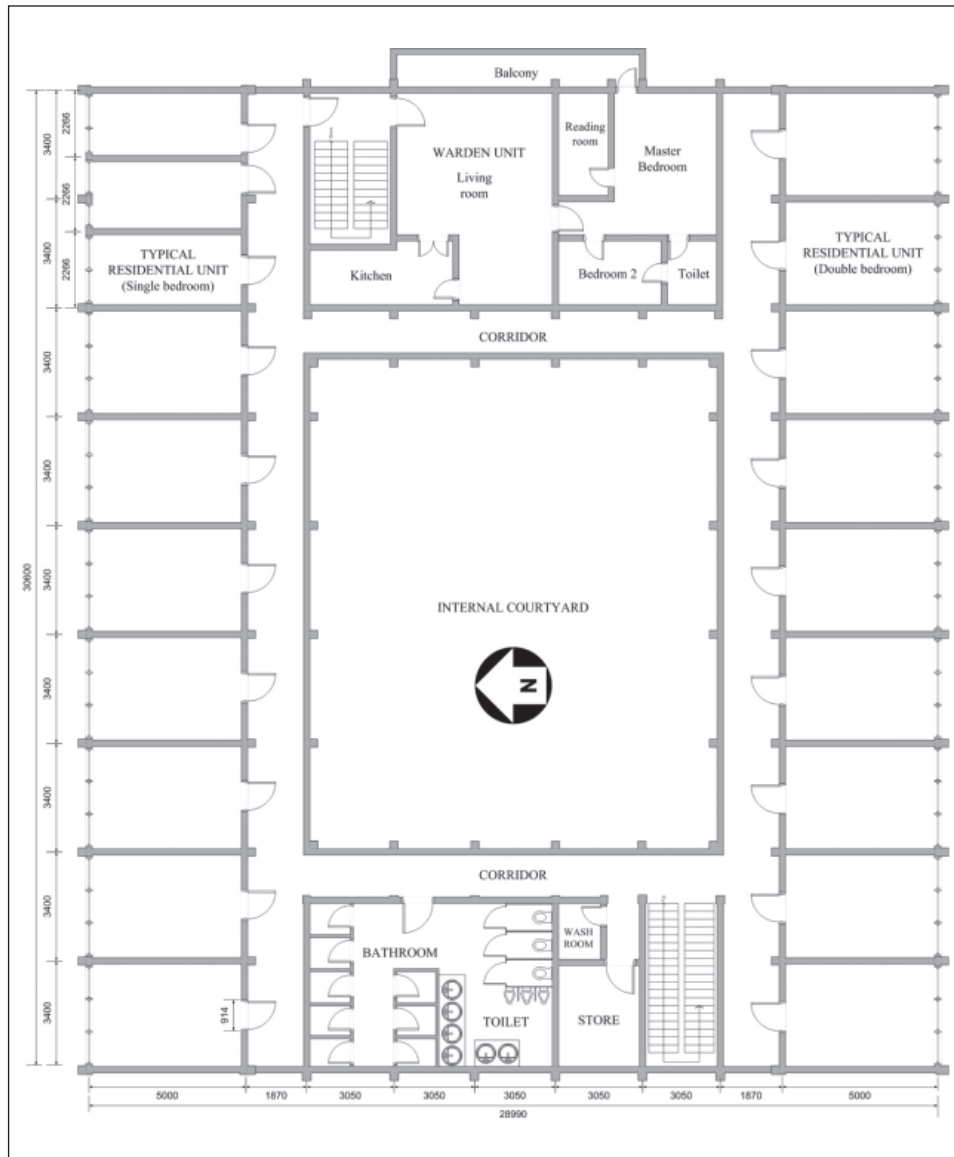 Balcony
Reading
room
Master
Bedroom
WARDEN UNIT
Living
room
TYPICAL
RESIDENTIAL UNIT
(Single bedroom)
TYPICAL
RESIDENTIAL UNIT
(Double bedroom)
Kitchen
Bedroom 2
Toilet
CORRIDOR
INTERNAL COURTYARD
N
CORRIDOR
BATHROOM
WASH
ROOM
TOILET
STORE
2266
2266
2266
3400
3400
3400
3400
3400
3400
3400
3400
3400
30600
914
5000
1870
3050
3050
3050
3050
3050
1870
5000
28990